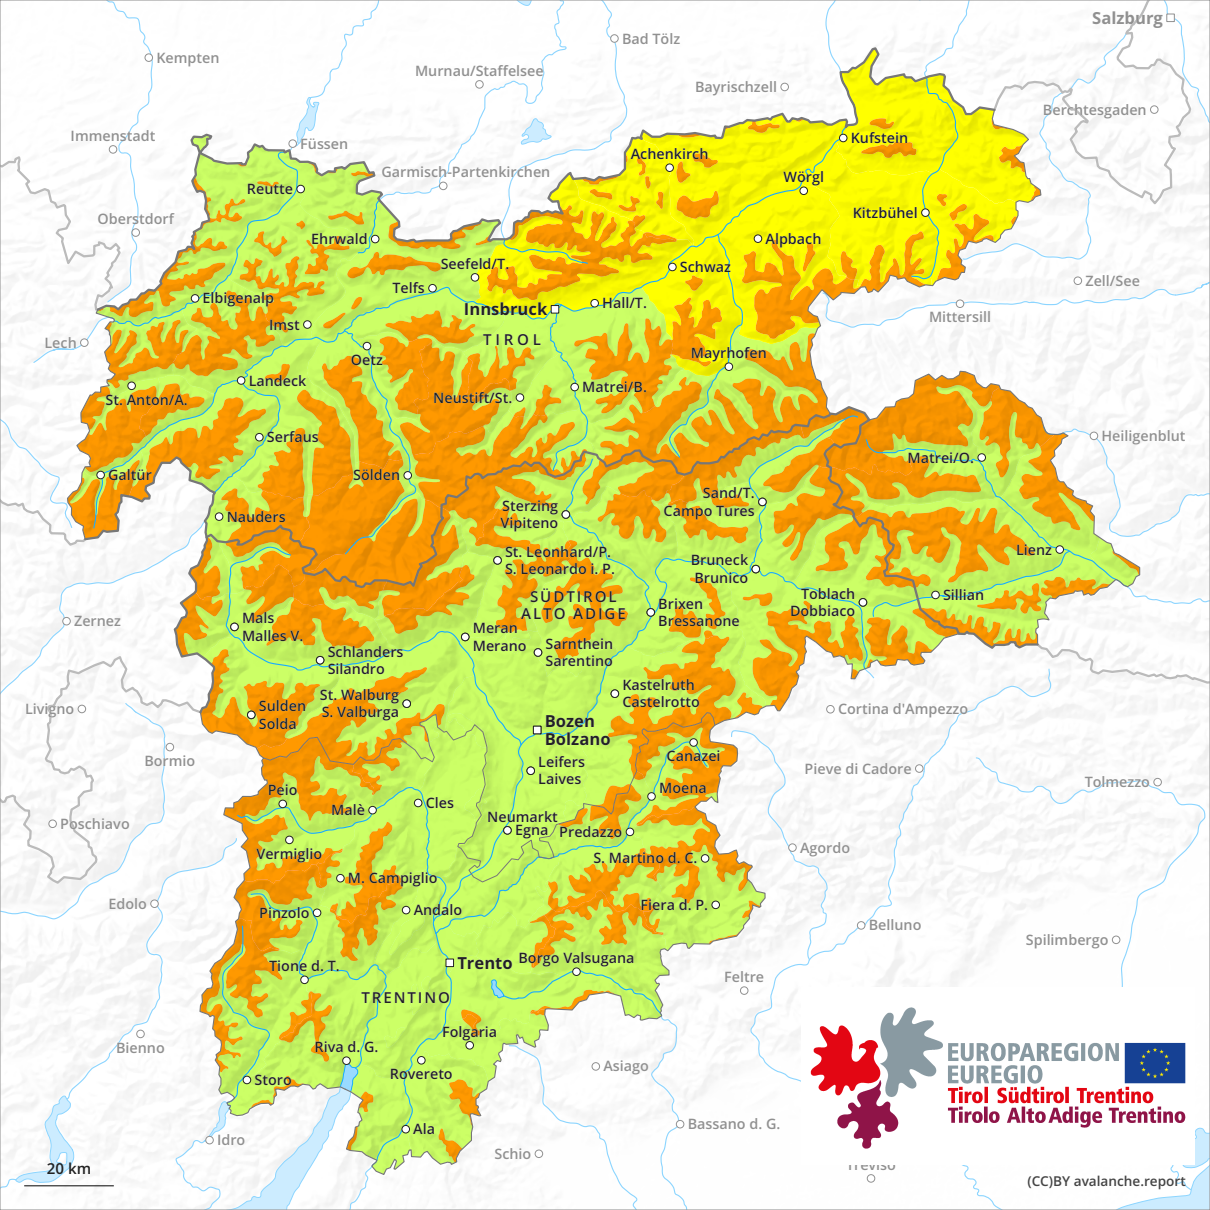 Salzburg
Bad Tölz
Kempten
Murnau/Staffelsee
Bayrischzell
Berchtesgaden
Immenstadt
Kufstein
Füssen
Achenkirch
Garmisch-Partenkirchen
Wörgl
Reutte
Oberstdorf
Kitzbühel
Ehrwald
Alpbach
Seefeld/T.
Schwaz
Zell/See
Telfs
Elbigenalp
Hall/T.
Innsbruck
Mittersill
Imst
Lech
TIROL
Oetz
Mayrhofen
Landeck
Matrei/B.
St. Anton/A.
Neustift/St.
Serfaus
Heiligenblut
Matrei/O.
Galtür
Sölden
Sand/T.
Campo Tures
Sterzing
Vipiteno
Nauders
Lienz
St. Leonhard/P.
S. Leonardo i. P.
Bruneck
Brunico
SÜDTIROL
ALTO ADIGE
Toblach
Dobbiaco
Sillian
Brixen
Bressanone
Zernez
Mals
Malles V.
Meran
Merano
Sarnthein
Sarentino
Schlanders
Silandro
Kastelruth
Castelrotto
St. Walburg
S. Valburga
Livigno
Sulden
Solda
Cortina d'Ampezzo
Bozen
Bolzano
Bormio
Canazei
Leifers
Laives
Pieve di Cadore
Tolmezzo
Peio
Moena
Malè
Cles
Neumarkt
Egna
Poschiavo
Predazzo
Vermiglio
Agordo
S. Martino d. C.
M. Campiglio
Edolo
Pinzolo
Andalo
Fiera d. P.
Belluno
Spilimbergo
Borgo Valsugana
Trento
Tione d. T.
Feltre
TRENTINO
Folgaria
Bienno
Riva d. G.
EUROPAREGION
EUREGIO
Tirol Südtirol Trentino
Tirolo Alto Adige Trentino
Asiago
Rovereto
Storo
Ala
Bassano d. G.
Idro
Schio
Treviso
20 km
(CC)BY avalanche.report